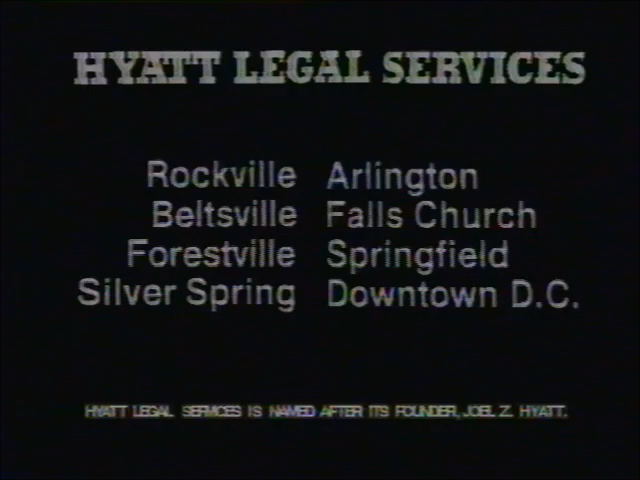 HYATT LEGAL SERVICES
Rockville Arlington
Beltsville Falls Church
Forestville Springfield
Silver Spring Downtown D.C.
HYATT LEGAL SERVICES IS NAMED AFTER ITS FOUNDER, JOEL Z. HYATT.